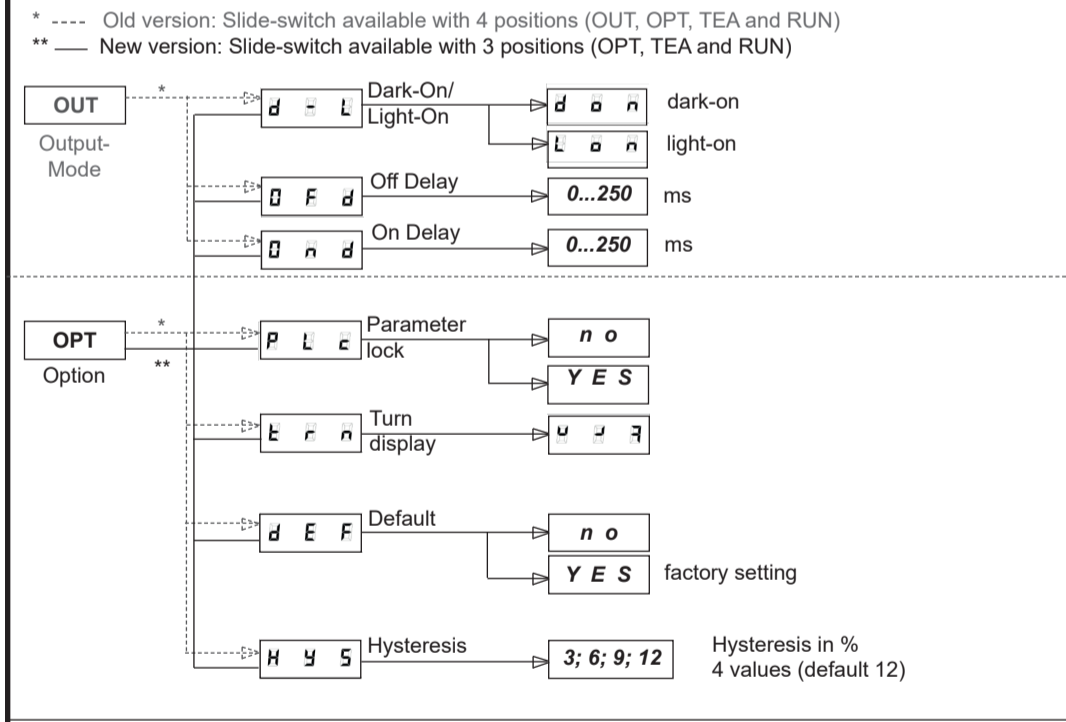 * ---- Old version: Slide-switch available with 4 positions (OUT, OPT, TEA and RUN)
** —— New version: Slide-switch available with 3 positions (OPT, TEA and RUN)
OUT
Output-
Mode
*
d - L
Dark-On/
Light-On
d o n
dark-on
L o n
light-on
O F d
Off Delay
0...250
ms
O n d
On Delay
0...250
ms
OPT
Option
*
**
P L c
Parameter
lock
n o
Y E S
t r n
Turn
display
d E F
Default
n o
Y E S
factory setting
H Y S
Hysteresis
3; 6; 9; 12
Hysteresis in %
4 values (default 12)